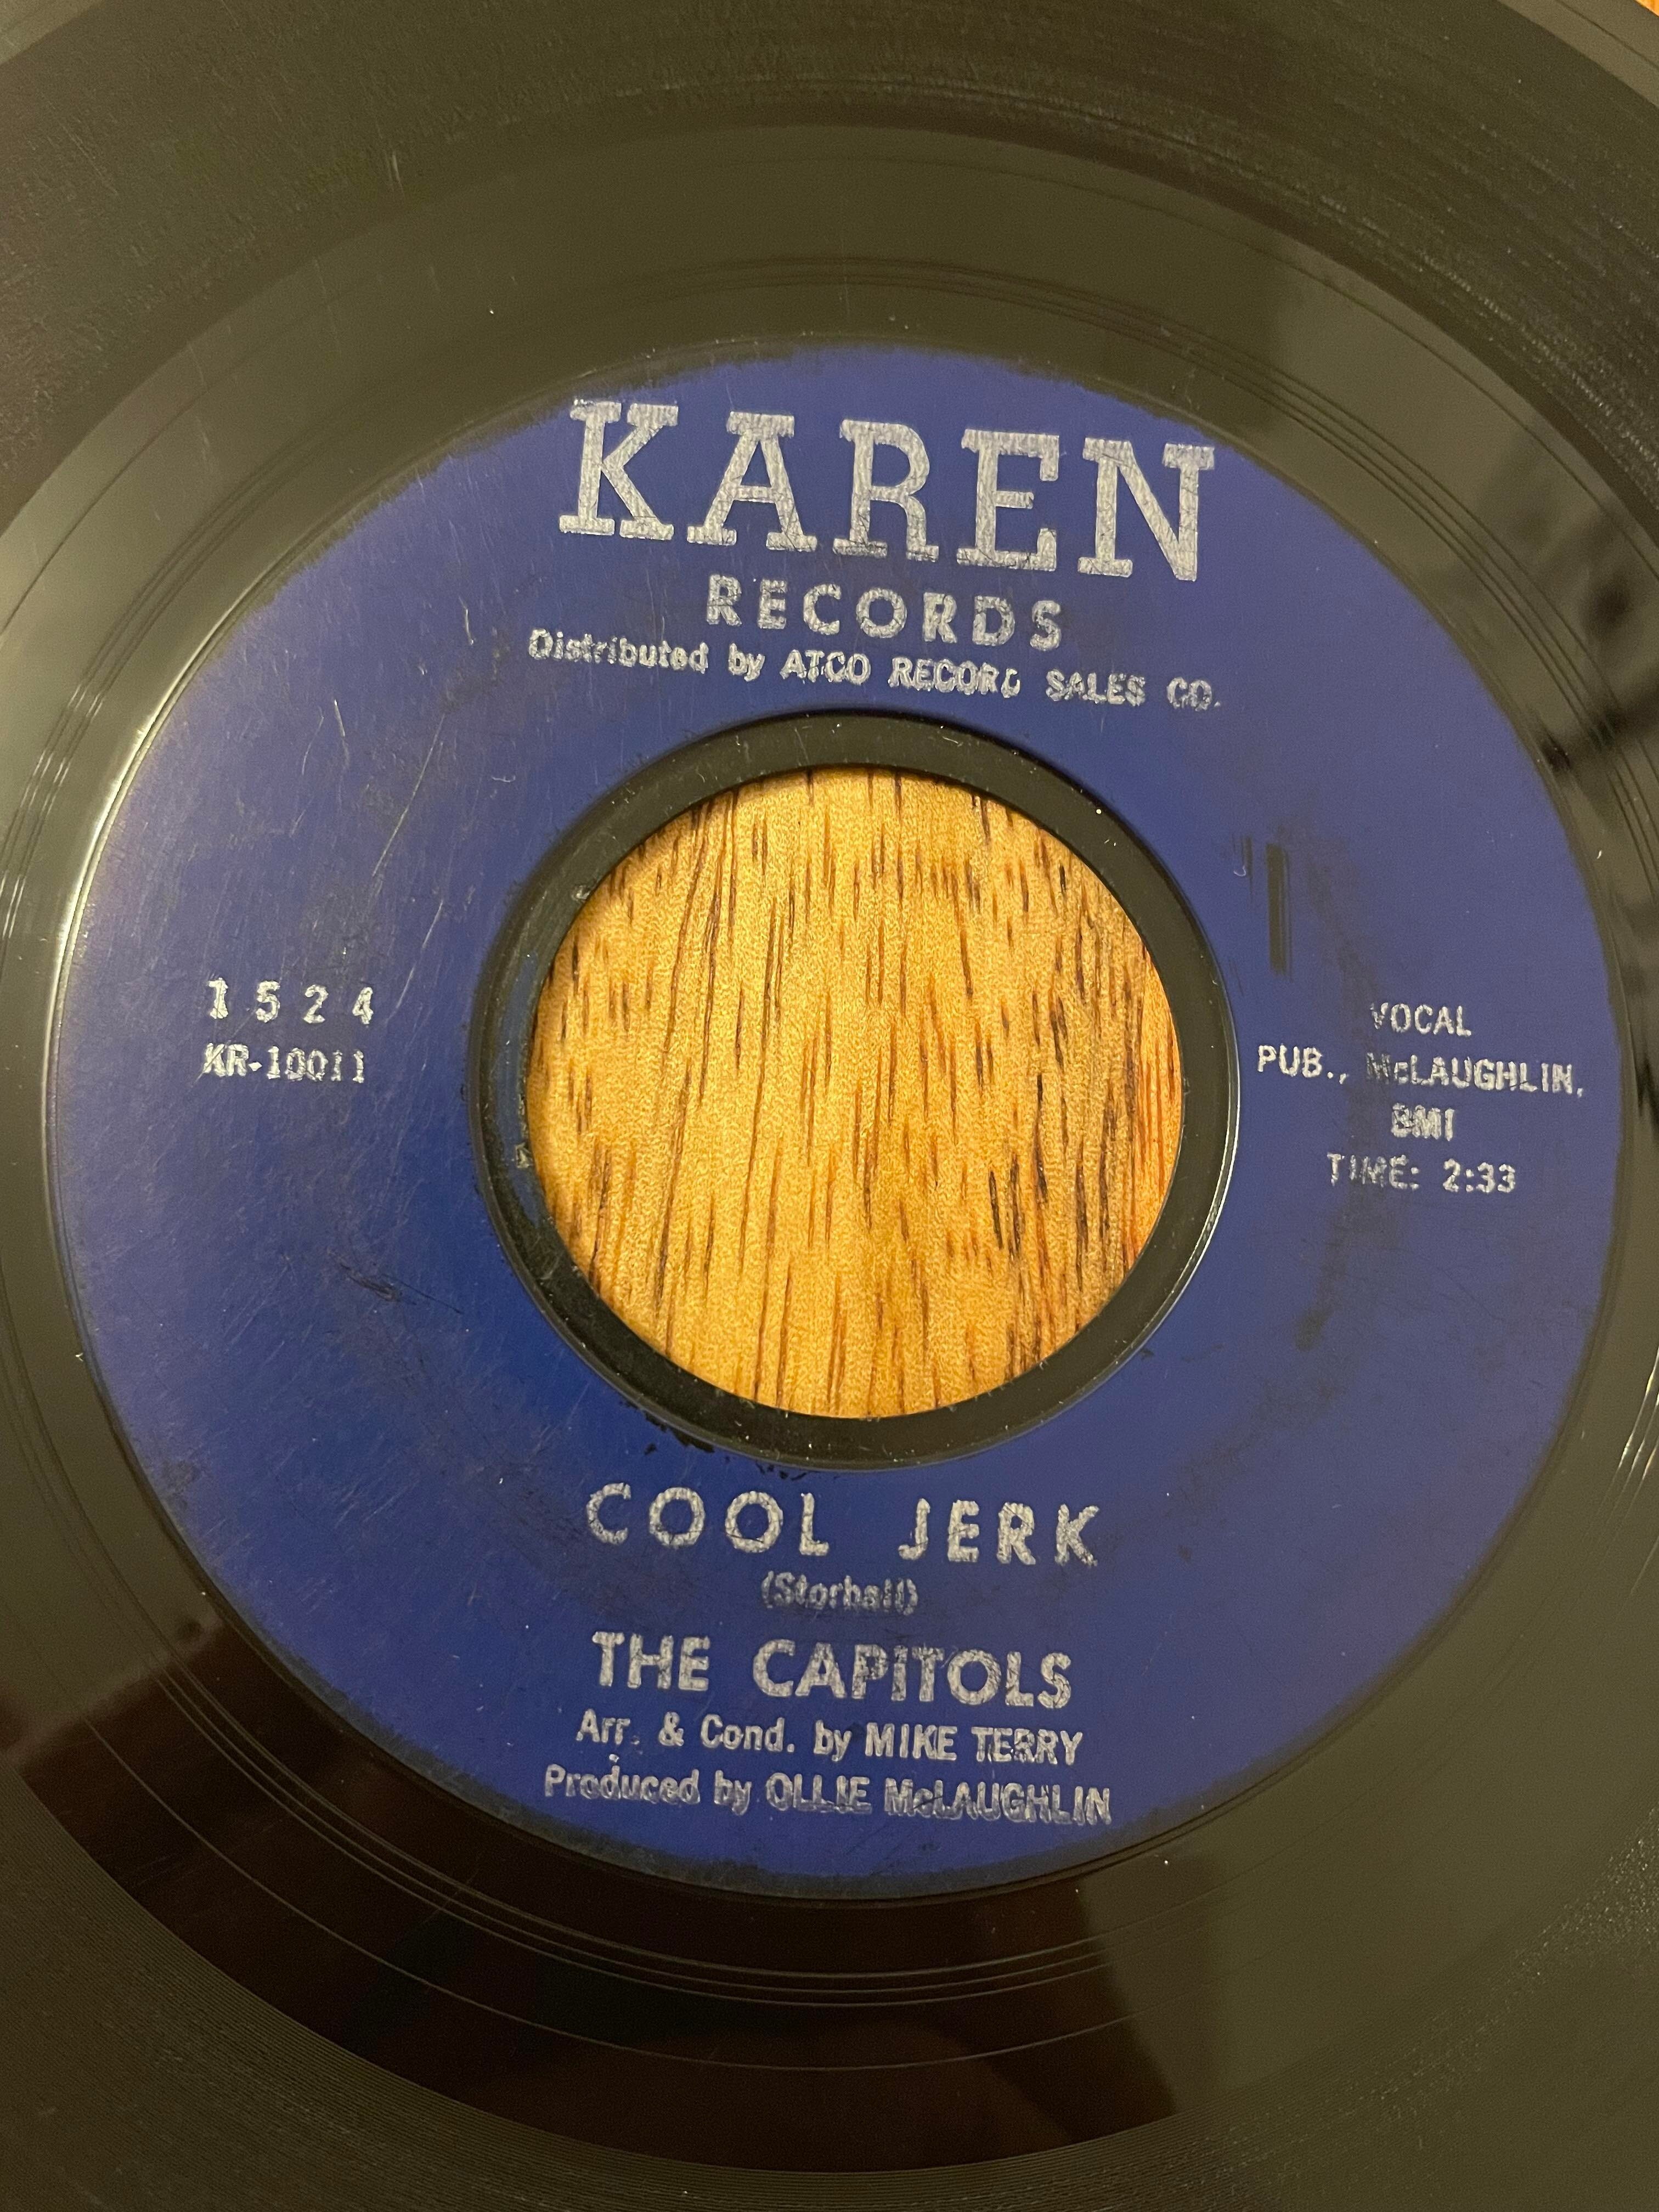 KAREN
RECORDS
Distributed by ATCO RECORD SALES CO.
1524
KR-10011
VOCAL
PUB., McLAUGHLIN,
BMI
TIME: 2:33
COOL JERK
(Storball)
THE CAPITOLS
Arr. & Cond. by MIKE TERRY
Produced by OLLIE McLAUGHLIN